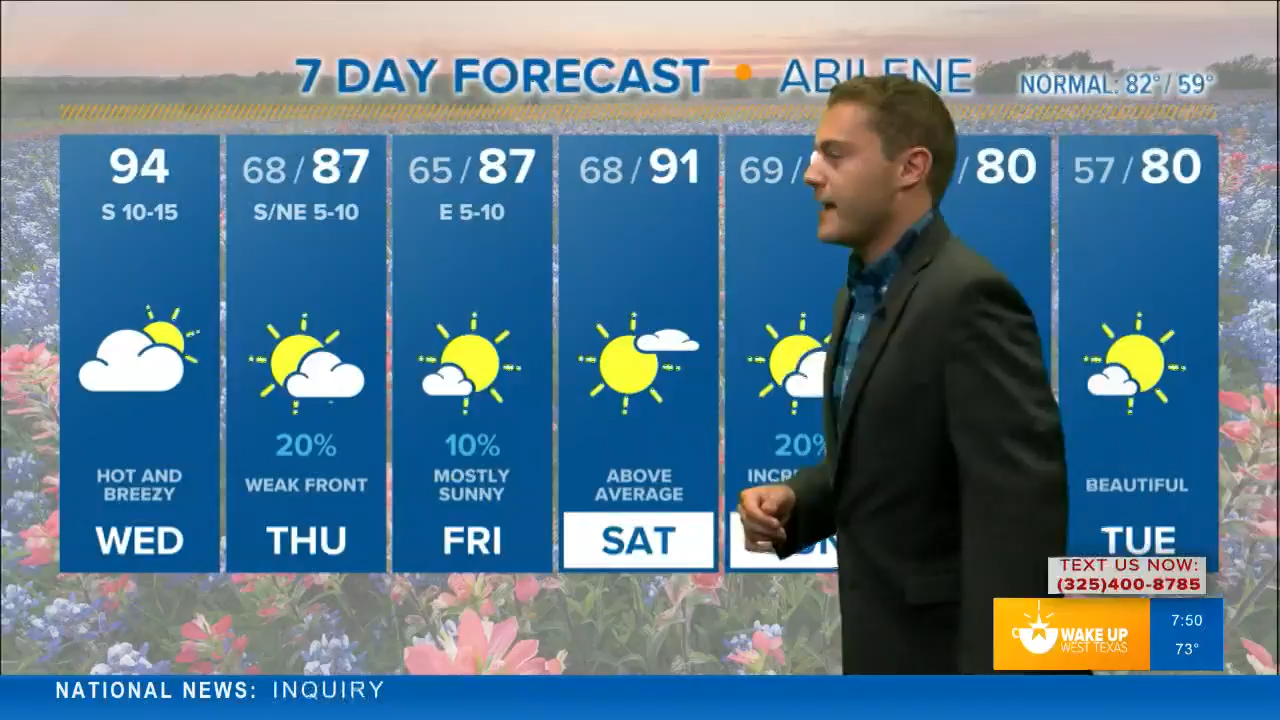 7 DAY FORECAST • ABILENE
NORMAL: 82°/ 59°
94
S 10-15
HOT AND
BREEZY
WED
68 / 87
S/NE 5-10
20%
WEAK FRONT
THU
65 / 87
E 5-10
10%
MOSTLY
SUNNY
FRI
68 / 91
ABOVE
AVERAGE
SAT
69 /
20%
/ 80
57 / 80
BEAUTIFUL
TUE
TEXT US NOW:
(325)400-8785
WAKE UP
WEST TEXAS
7:50
73°
NATIONAL NEWS: INQUIRY